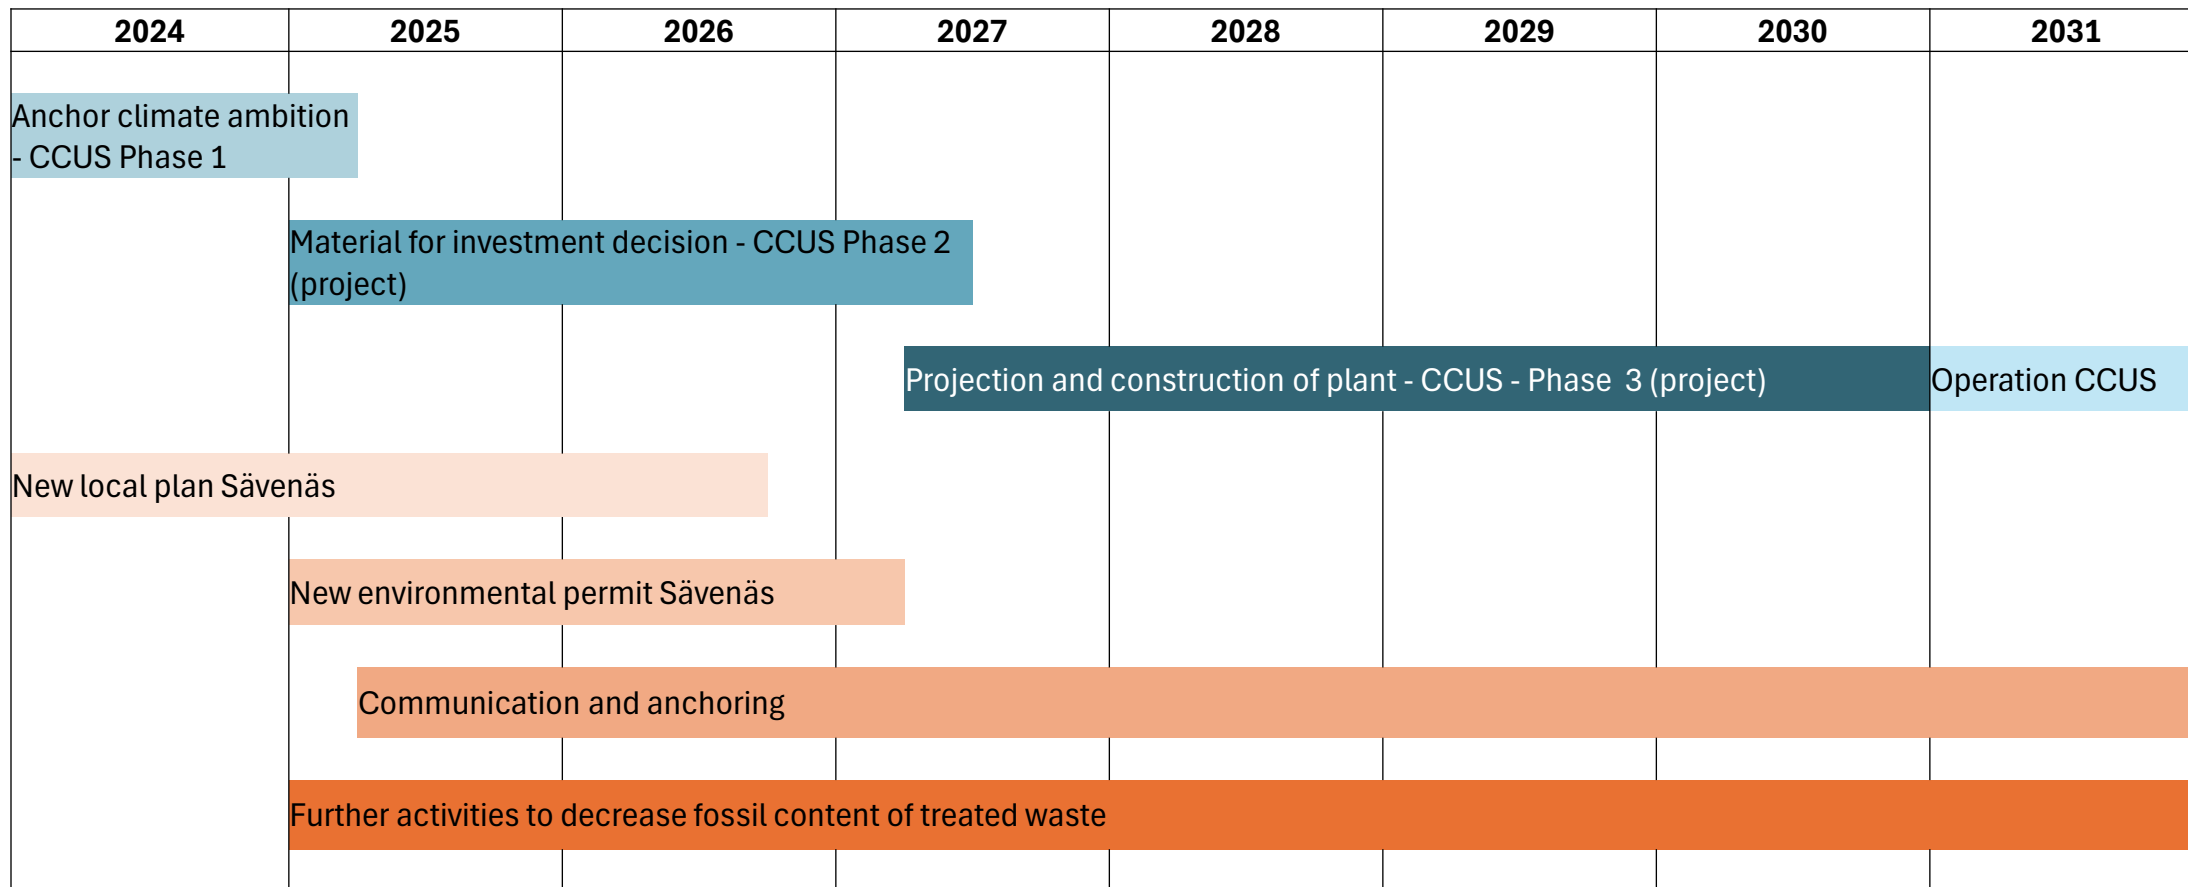 2024 2025 2026 2027 2028 2029 2030 2031
Anchor climate ambition
- CCUS Phase 1
Material for investment decision - CCUS Phase 2
(project)
Projection and construction of plant - CCUS - Phase  3 (project) Operation CCUS
New local plan Sävenäs
New environmental permit Sävenäs
Communication and anchoring
Further activities to decrease fossil content of treated waste